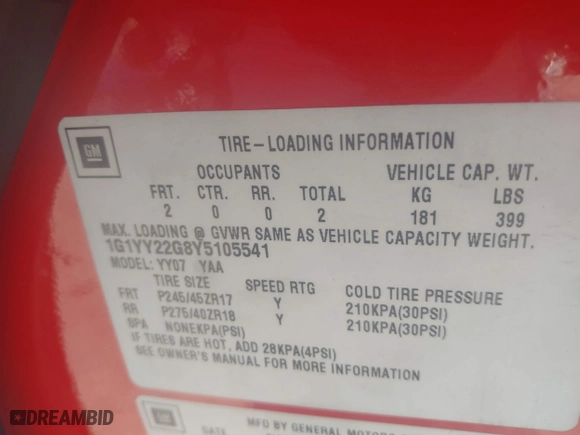 GM
TIRE-LOADING INFORMATION
OCCUPANTS VEHICLE CAP. WT.
FRT. CTR. RR. TOTAL KG LBS
2 0 0 2 181 399
MAX. LOADING @ GVWR SAME AS VEHICLE CAPACITY WEIGHT.
1G1YY22G8Y5105541
MODEL: YY07 YAA
TIRE SIZE SPEED RTG COLD TIRE PRESSURE
FRT P245/45ZR17 Y 210KPA(30PSI)
RR P275/40ZR18 Y 210KPA(30PSI)
SPA NONEKPA(PSI)
IF TIRES ARE HOT, ADD 28KPA(4PSI)
SEE OWNER'S MANUAL FOR MORE INFORMATION
GM
MFG BY GENERAL MOTORS
DATE
DREAMBID